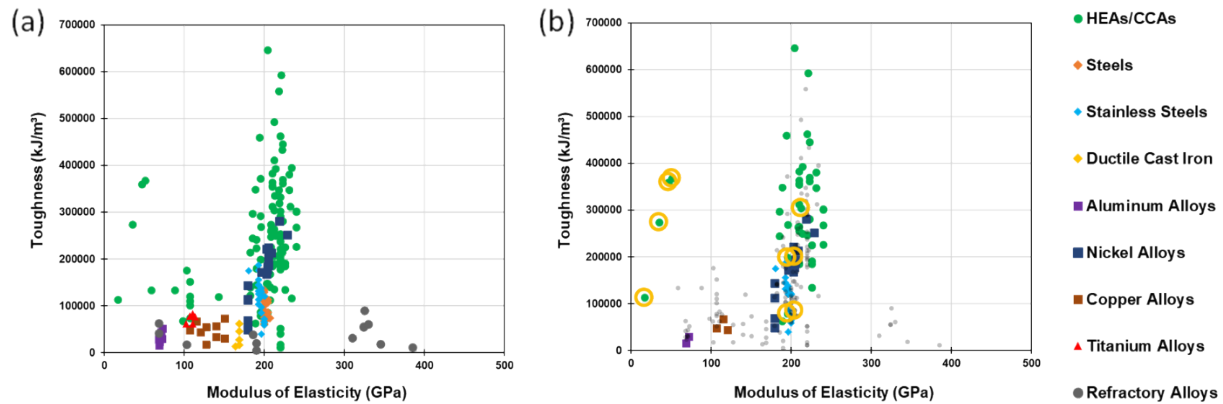 (a)
Toughness (kJ/m³)
700000
600000
500000
400000
300000
200000
100000
0
0
100
200
300
400
500
Modulus of Elasticity (GPa)
(b)
Toughness (kJ/m³)
700000
600000
500000
400000
300000
200000
100000
0
0
100
200
300
400
500
Modulus of Elasticity (GPa)
HEAs/CCAs
Steels
Stainless Steels
Ductile Cast Iron
Aluminum Alloys
Nickel Alloys
Copper Alloys
Titanium Alloys
Refractory Alloys